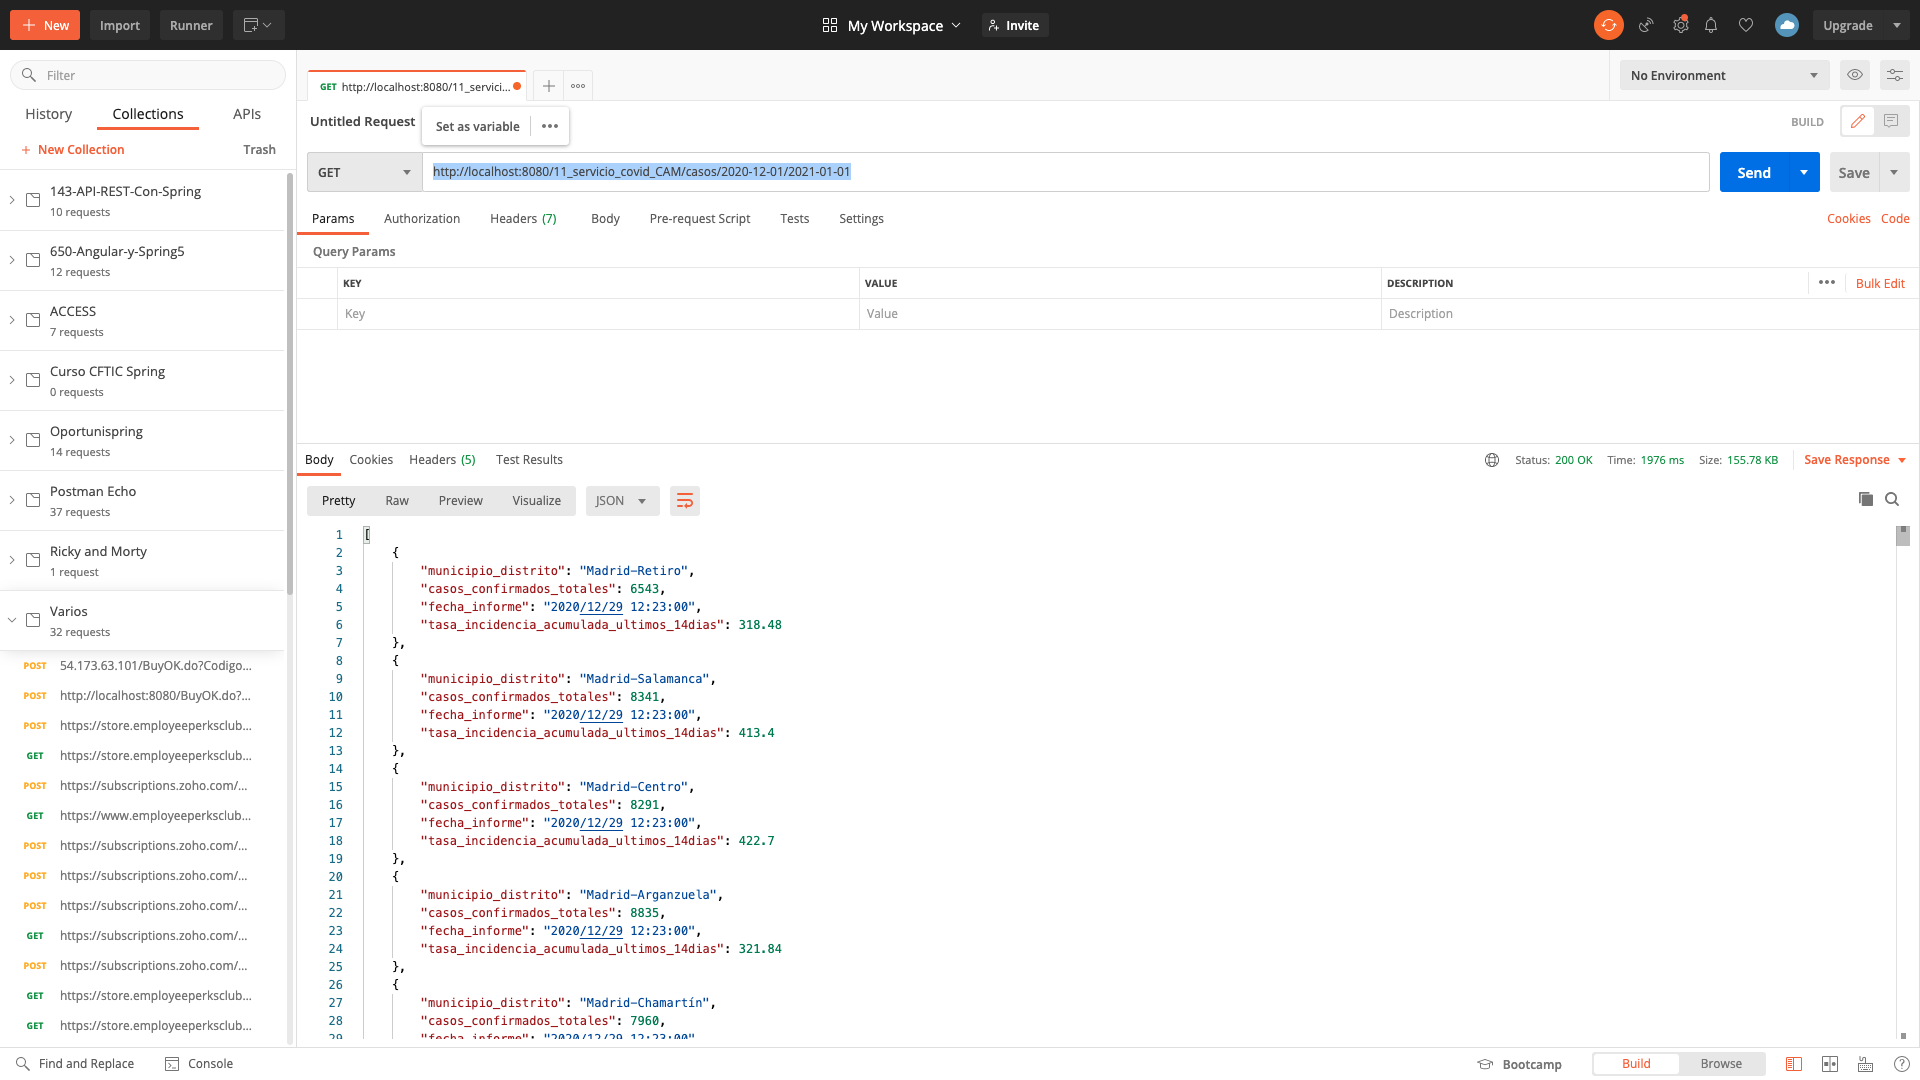 New Import Runner My Workspace Invite Upgrade
Filter
History Collections APIs
+ New Collection Trash
143-API-REST-Con-Spring
10 requests
650-Angular-y-Spring5
12 requests
ACCESS
7 requests
Curso CFTIC Spring
0 requests
Oportunispring
14 requests
Postman Echo
37 requests
Ricky and Morty
1 request
Varios
32 requests
POST 54.173.63.101/BuyOK.do?Codigo...
POST http://localhost:8080/BuyOK.do?...
POST https://store.employeeperksclub...
GET https://store.employeeperksclub...
POST https://subscriptions.zoho.com/...
GET https://www.employeeperksclub...
POST https://subscriptions.zoho.com/...
POST https://subscriptions.zoho.com/...
POST https://subscriptions.zoho.com/...
GET https://subscriptions.zoho.com/...
POST https://subscriptions.zoho.com/...
GET https://store.employeeperksclub...
GET https://store.employeeperksclub...
GET http://localhost:8080/11_servici...
No Environment
Untitled Request
Set as variable
BUILD
GET http://localhost:8080/11_servicio_covid_CAM/casos/2020-12-01/2021-01-01 Send Save
Params Authorization Headers (7) Body Pre-request Script Tests Settings Cookies Code
Query Params
KEY VALUE DESCRIPTION Bulk Edit
Key Value Description
Body Cookies Headers (5) Test Results Status: 200 OK Time: 1976 ms Size: 155.78 KB Save Response
Pretty Raw Preview Visualize JSON
1 [
2 {
3 "municipio_distrito": "Madrid-Retiro",
4 "casos_confirmados_totales": 6543,
5 "fecha_informe": "2020/12/29 12:23:00",
6 "tasa_incidencia_acumulada_ultimos_14dias": 318.48
7 },
8 {
9 "municipio_distrito": "Madrid-Salamanca",
10 "casos_confirmados_totales": 8341,
11 "fecha_informe": "2020/12/29 12:23:00",
12 "tasa_incidencia_acumulada_ultimos_14dias": 413.4
13 },
14 {
15 "municipio_distrito": "Madrid-Centro",
16 "casos_confirmados_totales": 8291,
17 "fecha_informe": "2020/12/29 12:23:00",
18 "tasa_incidencia_acumulada_ultimos_14dias": 422.7
19 },
20 {
21 "municipio_distrito": "Madrid-Arganzuela",
22 "casos_confirmados_totales": 8835,
23 "fecha_informe": "2020/12/29 12:23:00",
24 "tasa_incidencia_acumulada_ultimos_14dias": 321.84
25 },
26 {
27 "municipio_distrito": "Madrid-Chamartín",
28 "casos_confirmados_totales": 7960,
29 "fecha_informe": "2020/12/29 12:23:00"
Find and Replace Console Bootcamp Build Browse